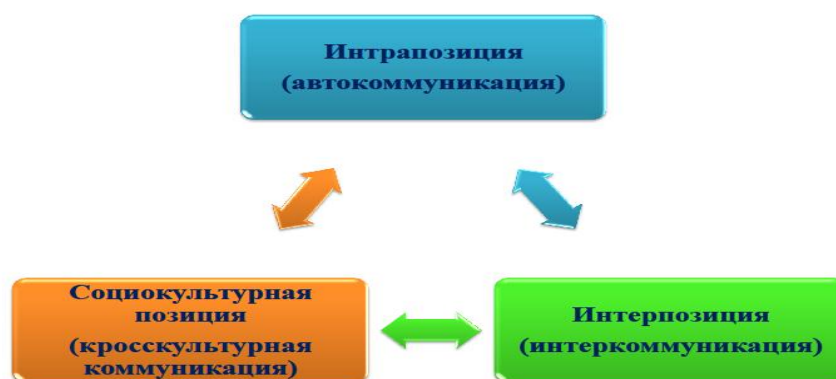 Интрапозиция
(автокоммуникация)
Социокультурная
позиция
(кросскультурная
коммуникация)
Интерпозиция
(интеркоммуникация)